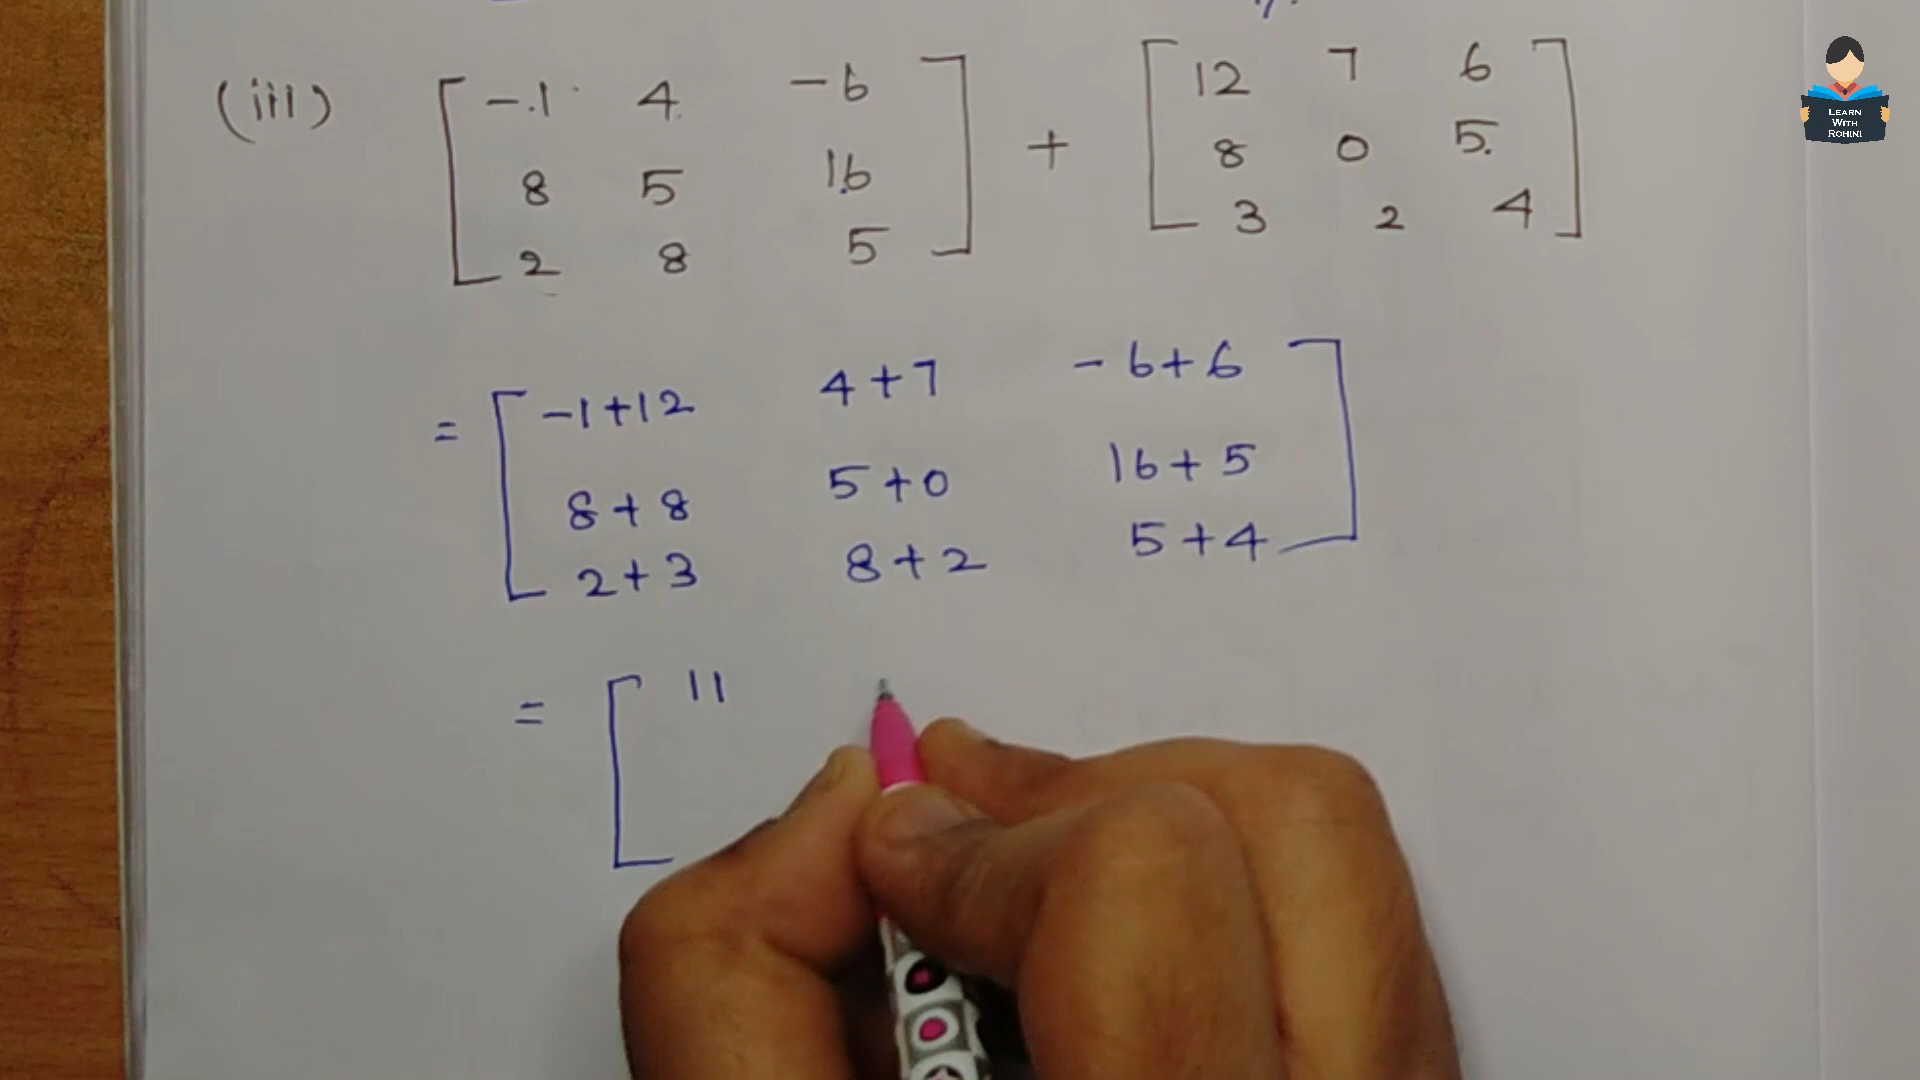 (iii) [ -1 4 -6 ] + [ 12 7 6 ]
8 5 16 8 0 5
2 8 5 3 2 4
= [ -1+12 4+7 -6+6 ]
8+8 5+0 16+5
2+3 8+2 5+4
= [ 11
LEARN
WITH
ROHINI